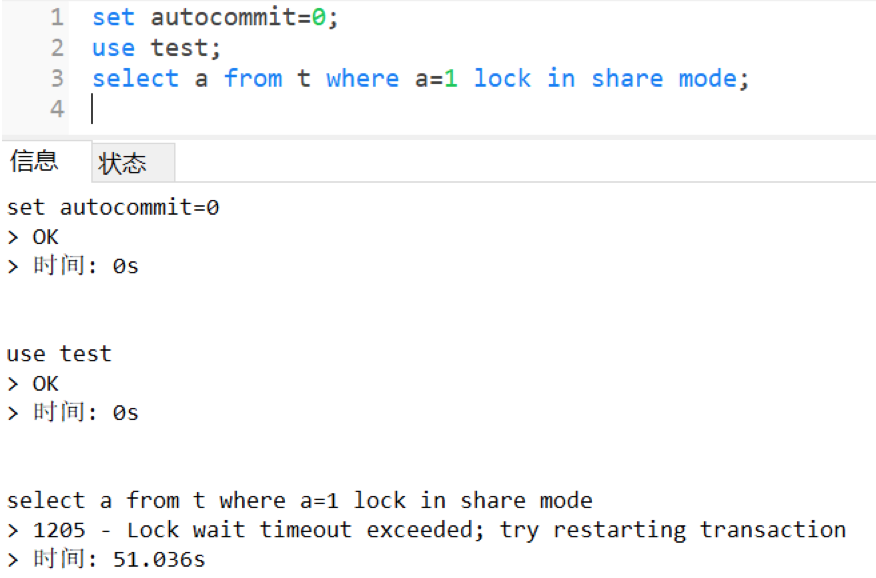 1 set autocommit=0;
2 use test;
3 select a from t where a=1 lock in share mode;
4
信息 状态
set autocommit=0
> OK
> 时间: 0s
use test
> OK
> 时间: 0s
select a from t where a=1 lock in share mode
> 1205 - Lock wait timeout exceeded; try restarting transaction
> 时间: 51.036s